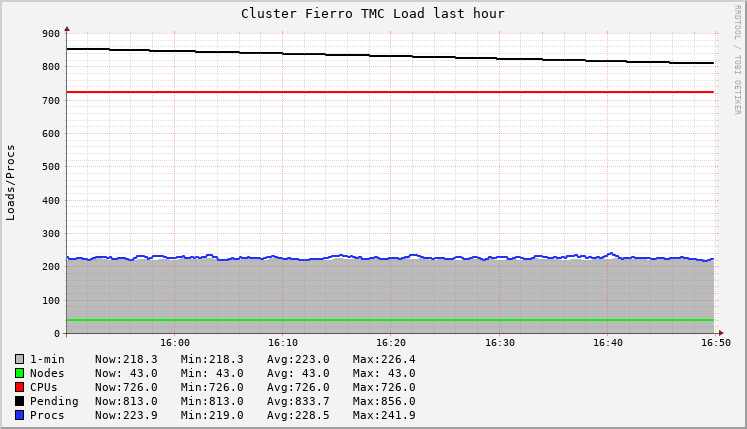 Cluster Fierro TMC Load last hour
RRDTOOL / TOBI OETIKER
Loads/Procs
900
800
700
600
500
400
300
200
100
0
16:00 16:10 16:20 16:30 16:40 16:50
1-min Now:218.3 Min:218.3 Avg:223.0 Max:226.4
Nodes Now: 43.0 Min: 43.0 Avg: 43.0 Max: 43.0
CPUs Now:726.0 Min:726.0 Avg:726.0 Max:726.0
Pending Now:813.0 Min:813.0 Avg:833.7 Max:856.0
Procs Now:223.9 Min:219.0 Avg:228.5 Max:241.9